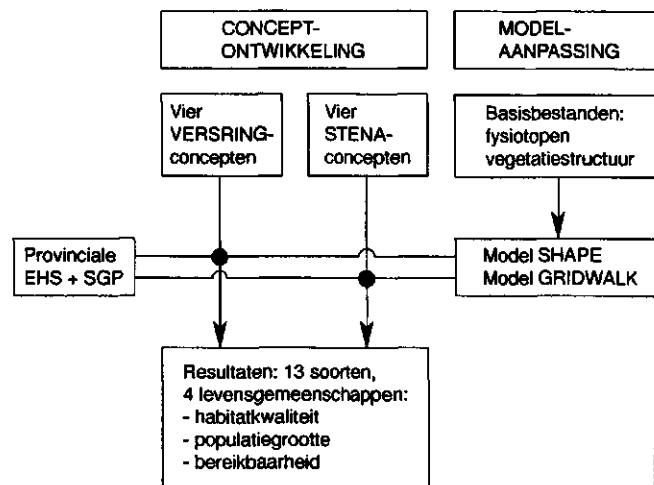 CONCEPT-
ONTWIKKELING
MODEL-
AANPASSING
Vier
VERSRING-
concepten
Vier
STENA-
concepten
Basisbestanden:
fysiotopen
vegetatiestructuur
Provinciale
EHS + SGP
Model SHAPE
Model GRIDWALK
Resultaten: 13 soorten,
4 levensgemeenschappen:
- habitatkwaliteit
- populatiegrootte
- bereikbaarheid